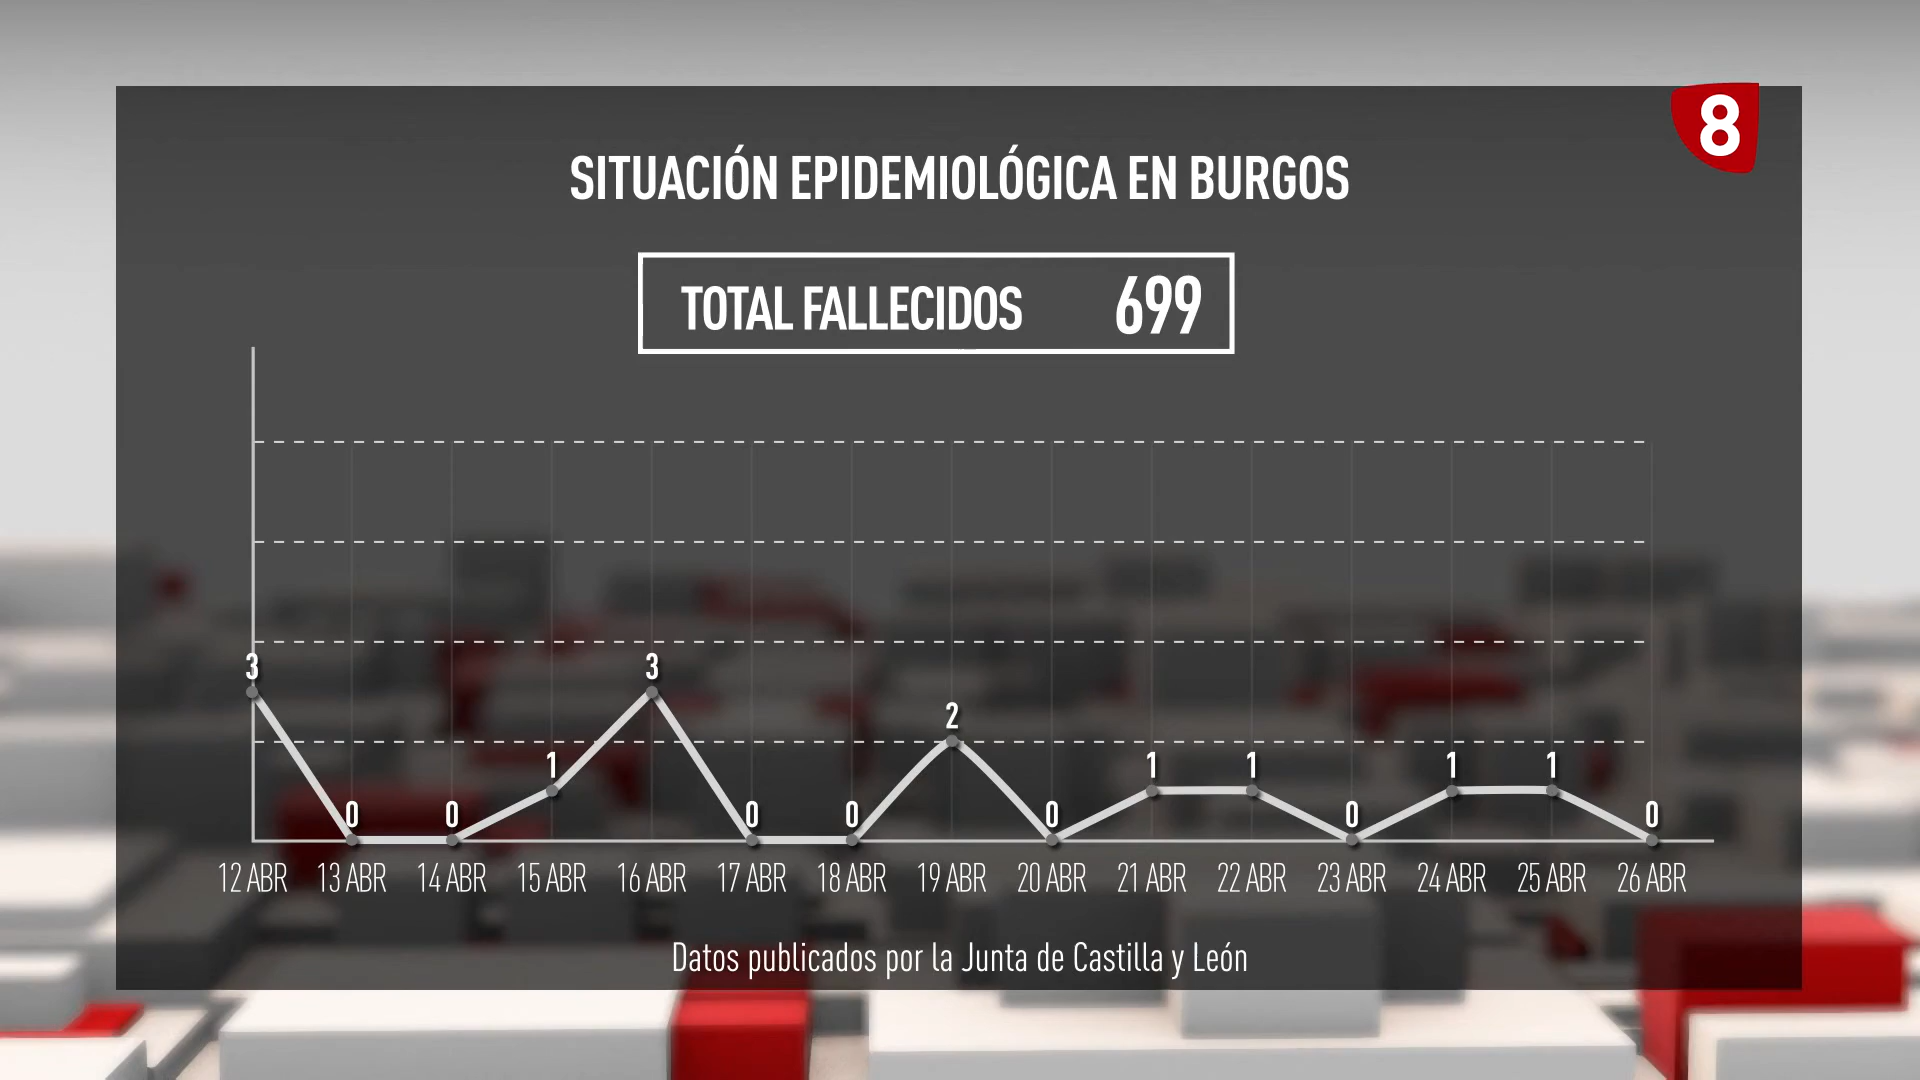 8
SITUACIÓN EPIDEMIOLÓGICA EN BURGOS
TOTAL FALLECIDOS 699
3 0 0 1 3 0 0 2 0 1 1 0 1 1 0
12 ABR 13 ABR 14 ABR 15 ABR 16 ABR 17 ABR 18 ABR 19 ABR 20 ABR 21 ABR 22 ABR 23 ABR 24 ABR 25 ABR 26 ABR
Datos publicados por la Junta de Castilla y León